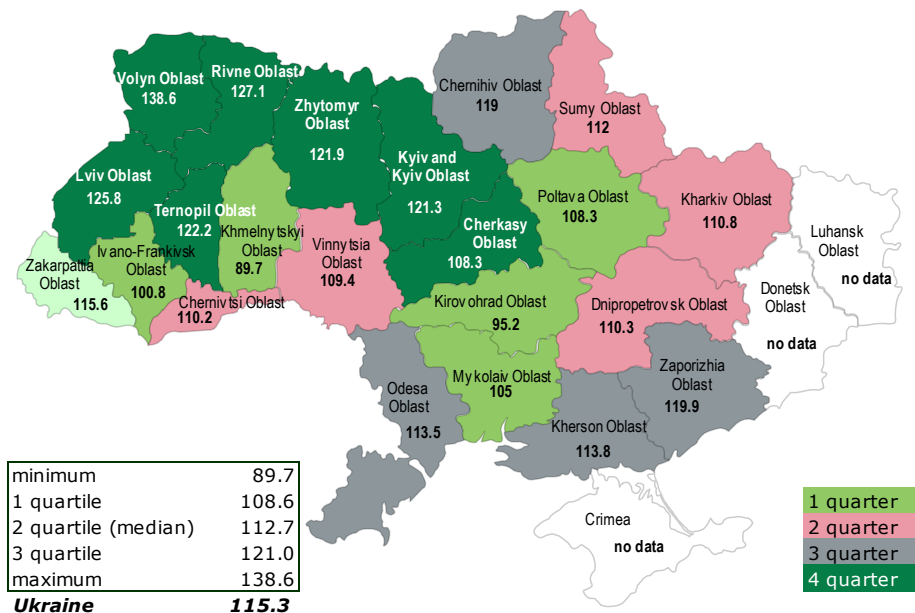 Volyn Oblast
138.6
Rivne Oblast
127.1
Zhytomyr
Oblast
121.9
Chernihiv Oblast
119
Sumy Oblast
112
Kyiv and
Kyiv Oblast
121.3
Lviv Oblast
125.8
Ternopil Oblast
122.2
Khmelnytskyi
Oblast
89.7
Cherkasy
Oblast
108.3
Poltava Oblast
108.3
Kharkiv Oblast
110.8
Luhansk
Oblast
no data
Zakarpattia
Oblast
115.6
Ivano-Frankivsk
Oblast
100.8
Chernivtsi Oblast
110.2
Vinnytsia
Oblast
109.4
Kirovohrad Oblast
95.2
Dnipropetrovsk Oblast
110.3
Donetsk
Oblast
no data
Odesa
Oblast
113.5
Mykolaiv Oblast
105
Kherson Oblast
113.8
Zaporizhia
Oblast
119.9
Crimea
no data
minimum 89.7
1 quartile 108.6
2 quartile (median) 112.7
3 quartile 121.0
maximum 138.6
Ukraine 115.3
1 quarter
2 quarter
3 quarter
4 quarter